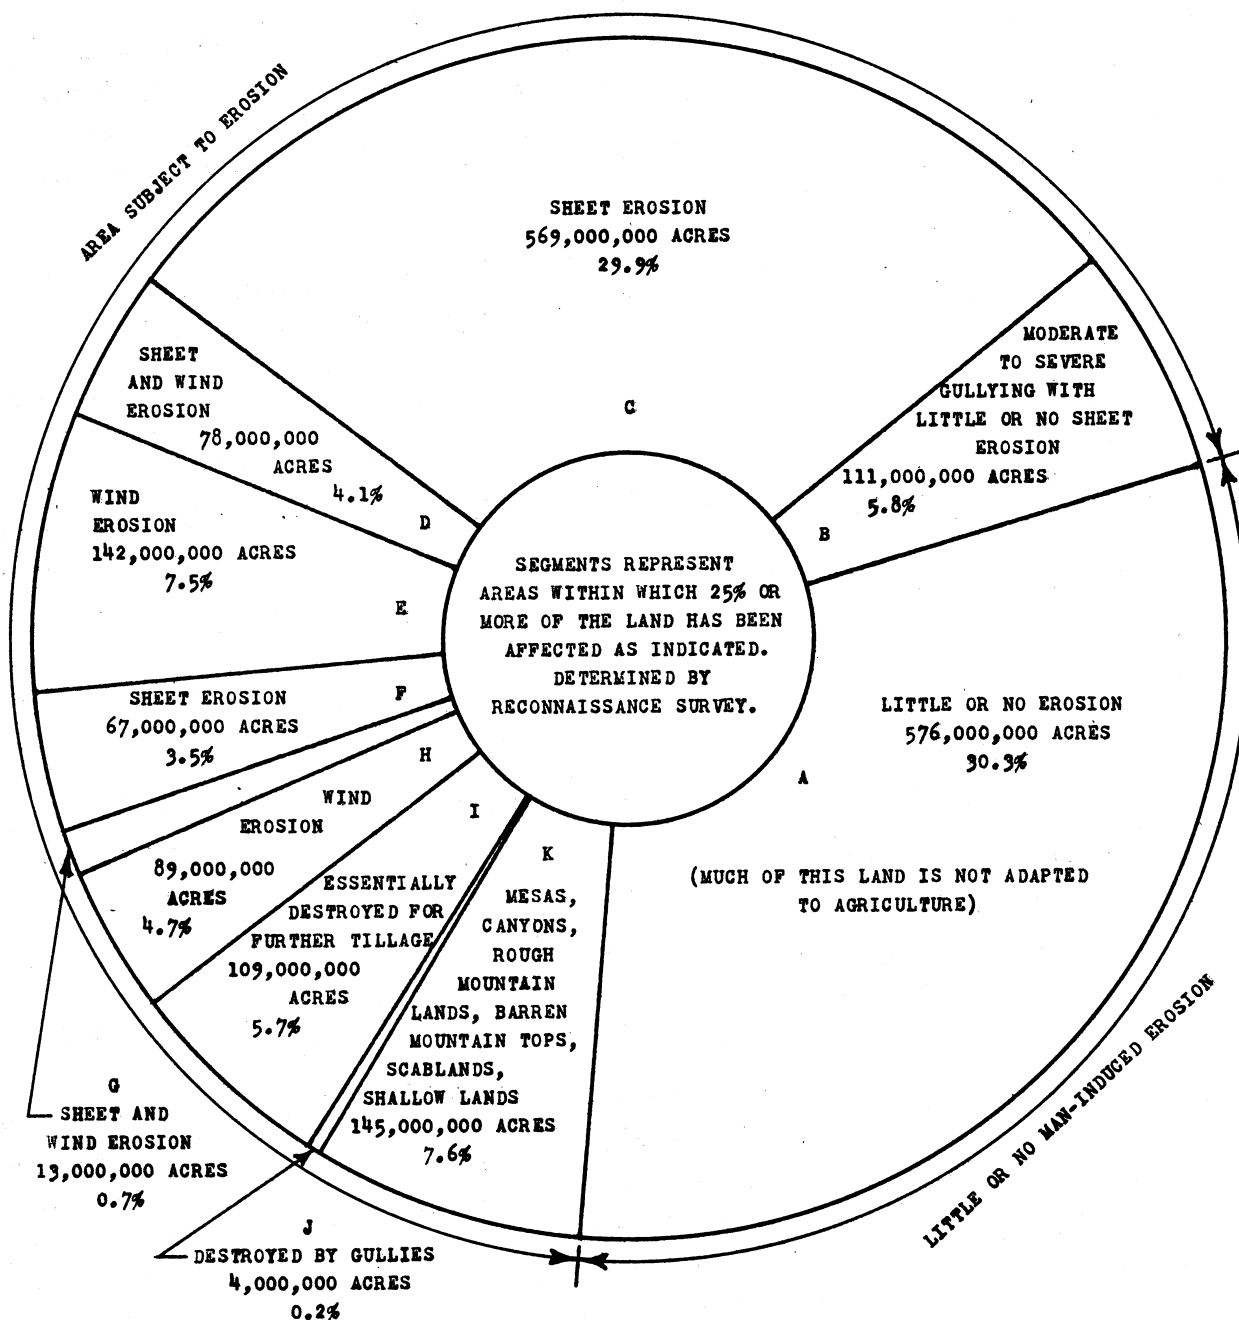 AREA SUBJECT TO EROSION
SHEET EROSION
569,000,000 ACRES
29.9%
C
MODERATE
TO SEVERE
GULLYING WITH
LITTLE OR NO SHEET
EROSION
111,000,000 ACRES
5.8%
B
SHEET
AND WIND
EROSION
78,000,000
ACRES
4.1%
D
WIND
EROSION
142,000,000 ACRES
7.5%
E
SEGMENTS REPRESENT
AREAS WITHIN WHICH 25% OR
MORE OF THE LAND HAS BEEN
AFFECTED AS INDICATED.
DETERMINED BY
RECONNAISSANCE SURVEY.
SHEET EROSION
67,000,000 ACRES
3.5%
F
LITTLE OR NO EROSION
576,000,000 ACRES
30.3%
A
(MUCH OF THIS LAND IS NOT ADAPTED
TO AGRICULTURE)
H
WIND
EROSION
89,000,000
ACRES
4.7%
I
ESSENTIALLY
DESTROYED FOR
FURTHER TILLAGE
109,000,000
ACRES
5.7%
K
MESAS,
CANYONS,
ROUGH
MOUNTAIN
LANDS, BARREN
MOUNTAIN TOPS,
SCABLANDS,
SHALLOW LANDS
145,000,000 ACRES
7.6%
G
SHEET AND
WIND EROSION
13,000,000 ACRES
0.7%
J
DESTROYED BY GULLIES
4,000,000 ACRES
0.2%
LITTLE OR NO MAN-INDUCED EROSION